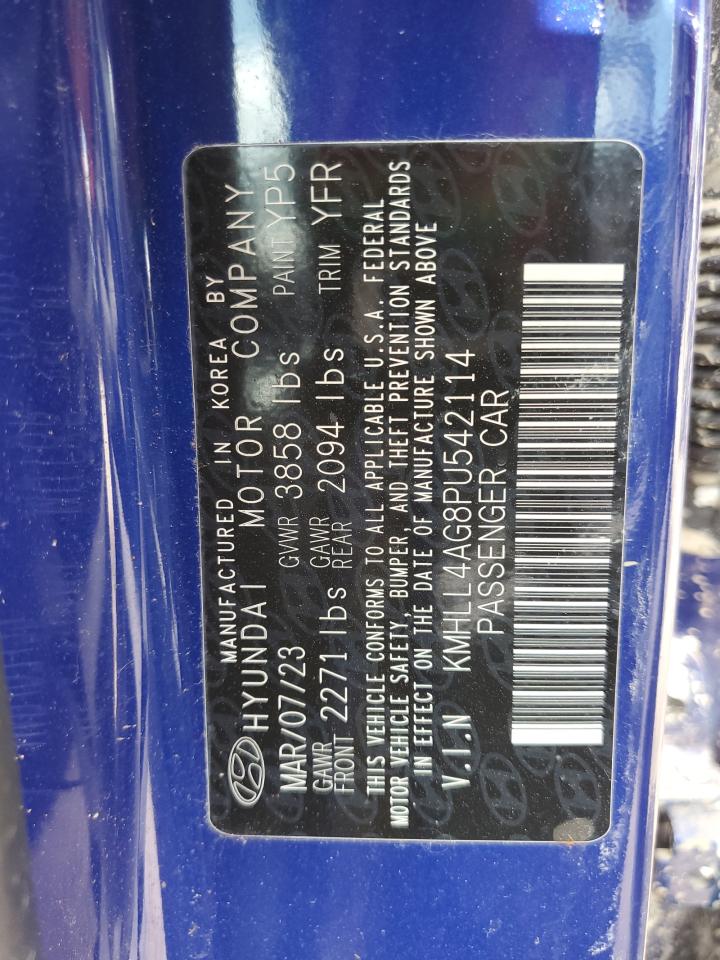 MANUFACTURED IN KOREA BY
HYUNDAI MOTOR COMPANY
MAR/07/23 GVWR 3858 lbs PAINT YP5
GAWR FRONT 2271 lbs GAWR REAR 2094 lbs TRIM YFR
THIS VEHICLE CONFORMS TO ALL APPLICABLE U.S.A. FEDERAL
MOTOR VEHICLE SAFETY, BUMPER, AND THEFT PREVENTION STANDARDS
IN EFFECT ON THE DATE OF MANUFACTURE SHOWN ABOVE
V.I.N KMHLL4AG8PU542114
PASSENGER CAR